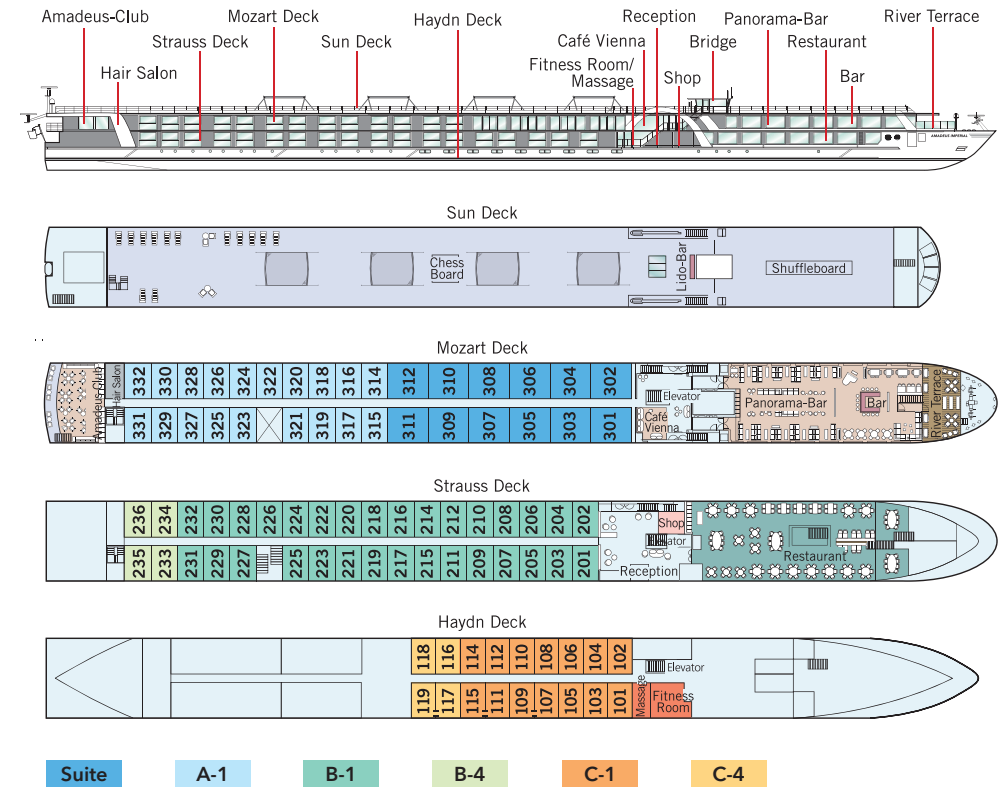 Amadeus-Club
Mozart Deck
Haydn Deck
Reception
Panorama-Bar
River Terrace
Strauss Deck
Sun Deck
Café Vienna
Bridge
Restaurant
Hair Salon
Fitness Room/
Massage
Shop
Bar
AMADEUS IMPERIAL
Sun Deck
Chess
Board
Lido-Bar
Shuffleboard
Mozart Deck
Amadeus-Club
Hair Salon
332 330 328 326 324 322 320 318 316 314 312 310 308 306 304 302
331 329 327 325 323 321 319 317 315 311 309 307 305 303 301
Elevator
Café
Vienna
Panorama-Bar
Bar
River Terrace
Strauss Deck
236 234 232 230 228 226 224 222 220 218 216 214 212 210 208 206 204 202
235 233 231 229 227 225 223 221 219 217 215 211 209 207 205 203 201
Shop
Elevator
Reception
Restaurant
Haydn Deck
118 116 114 112 110 108 106 104 102
119 117 115 111 109 107 105 103 101
Elevator
Massage
Fitness
Room
Suite
A-1
B-1
B-4
C-1
C-4